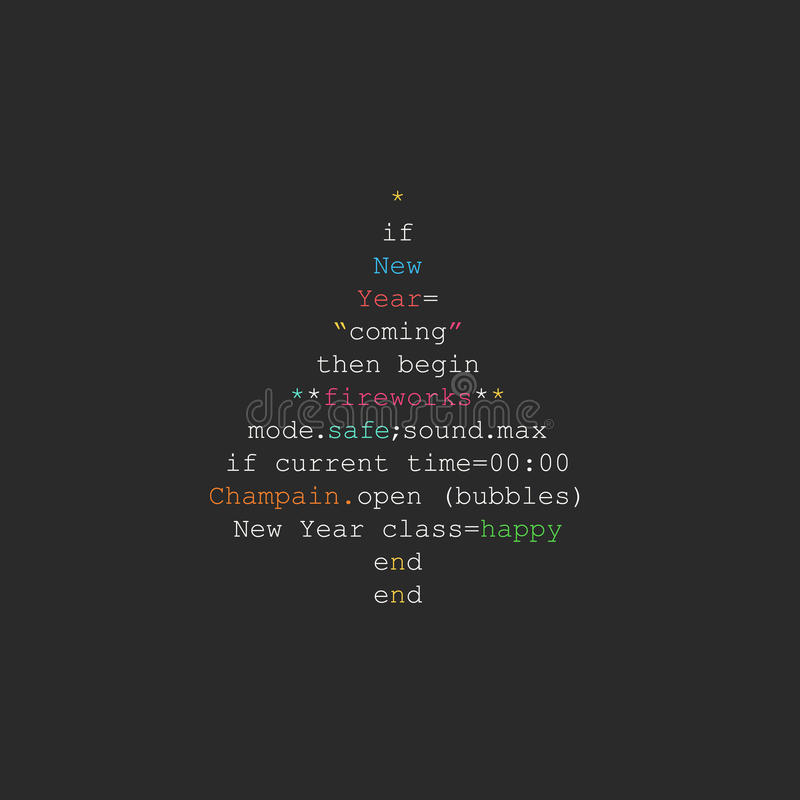 *
if
New
Year=
“coming”
then begin
**fireworks**
dreamstime
mode.safe;sound.max
if current time=00:00
Champain.open (bubbles)
New Year class=happy
end
end